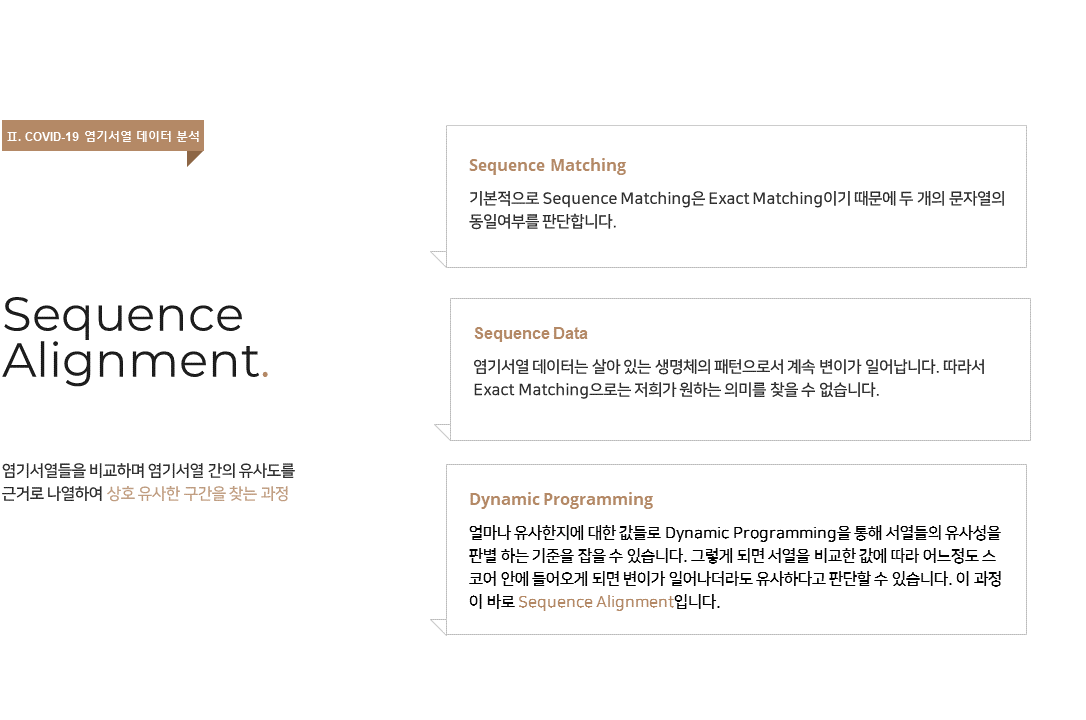 Ⅱ. COVID-19 염기서열 데이터 분석
Sequence
Alignment.
염기서열들을 비교하며 염기서열 간의 유사도를
근거로 나열하여 상호 유사한 구간을 찾는 과정
Sequence Matching
기본적으로 Sequence Matching은 Exact Matching이기 때문에 두 개의 문자열의
동일여부를 판단합니다.
Sequence Data
염기서열 데이터는 살아 있는 생명체의 패턴으로서 계속 변이가 일어납니다. 따라서
Exact Matching으로는 저희가 원하는 의미를 찾을 수 없습니다.
Dynamic Programming
얼마나 유사한지에 대한 값들로 Dynamic Programming을 통해 서열들의 유사성을
판별 하는 기준을 잡을 수 있습니다. 그렇게 되면 서열을 비교한 값에 따라 어느정도 스
코어 안에 들어오게 되면 변이가 일어나더라도 유사하다고 판단할 수 있습니다. 이 과정
이 바로 Sequence Alignment입니다.